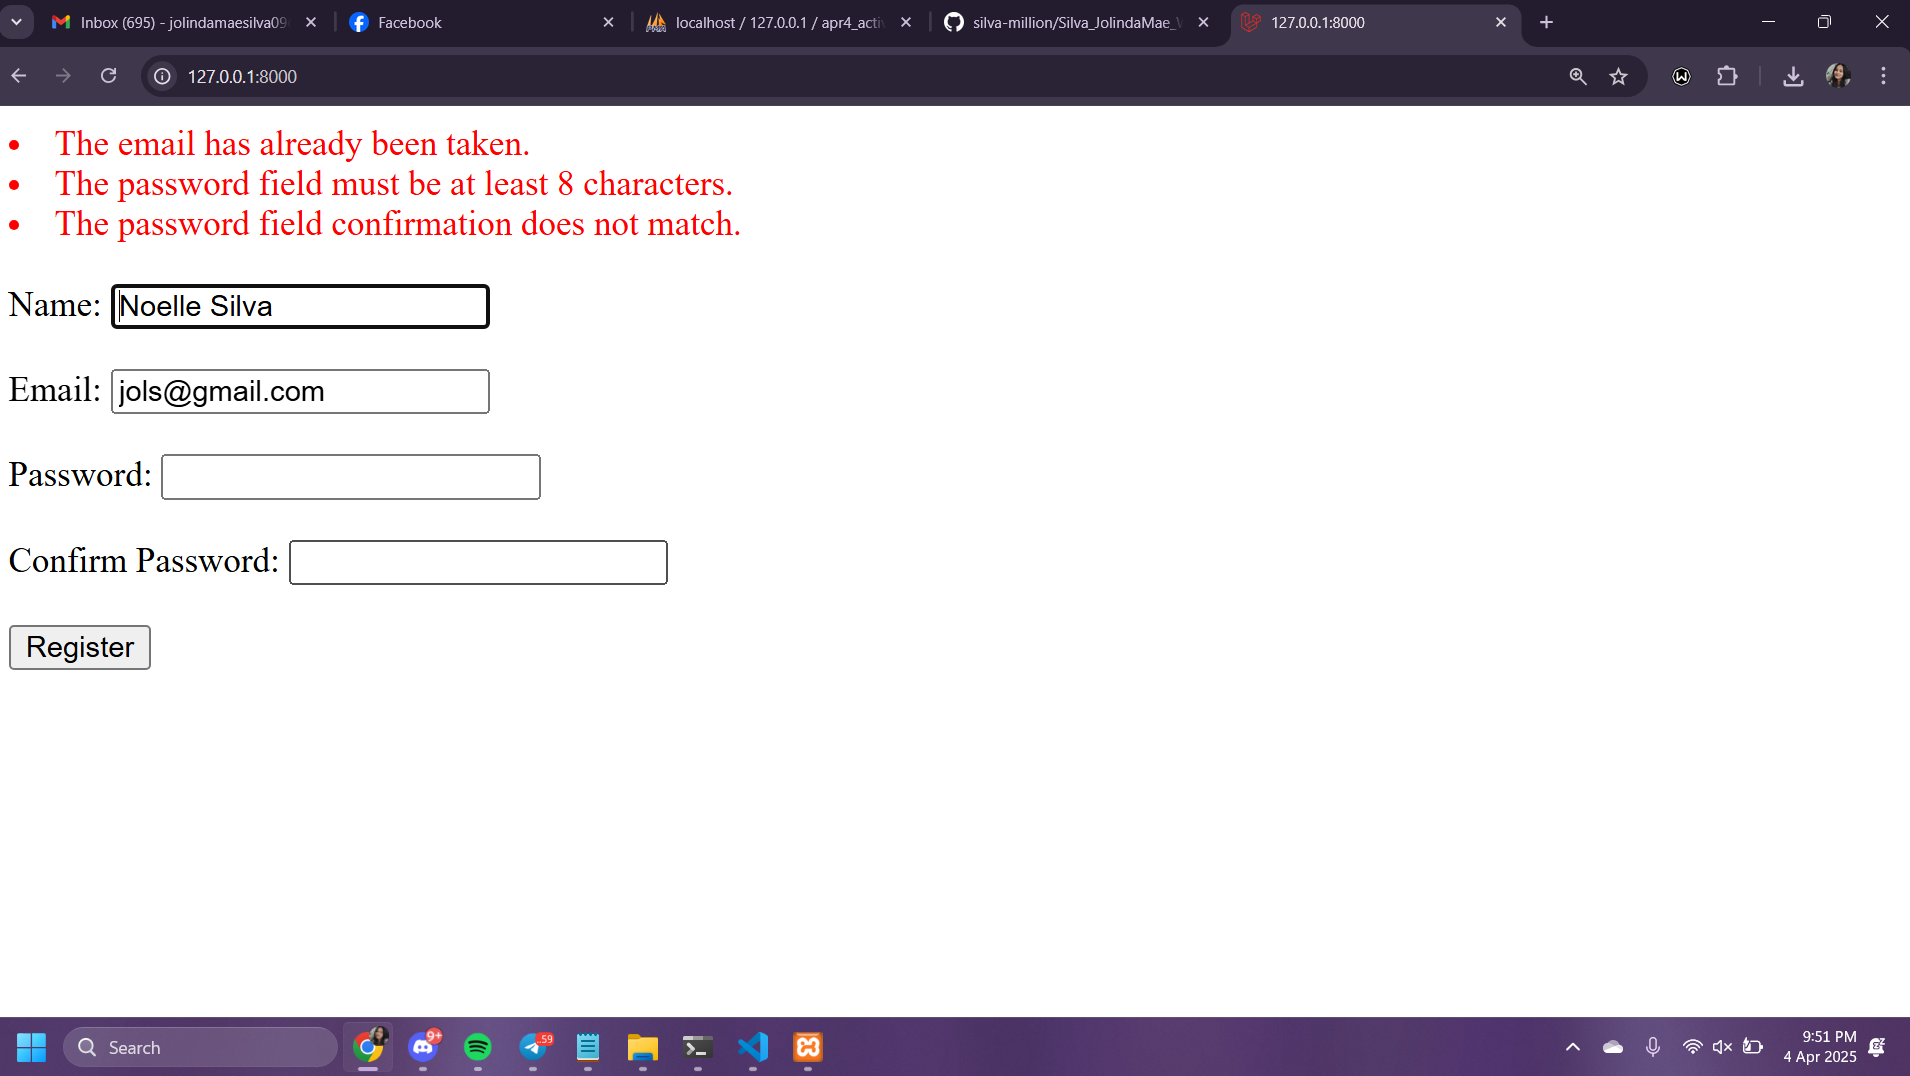 Inbox (695) - jolindamaesilva09
Facebook
localhost / 127.0.0.1 / apr4_acti
silva-million/Silva_JolindaMae_
127.0.0.1:8000
127.0.0.1:8000
The email has already been taken.
The password field must be at least 8 characters.
The password field confirmation does not match.
Name: Noelle Silva
Email: jols@gmail.com
Password:
Confirm Password:
Register
Search
9+
59
9:51 PM
4 Apr 2025